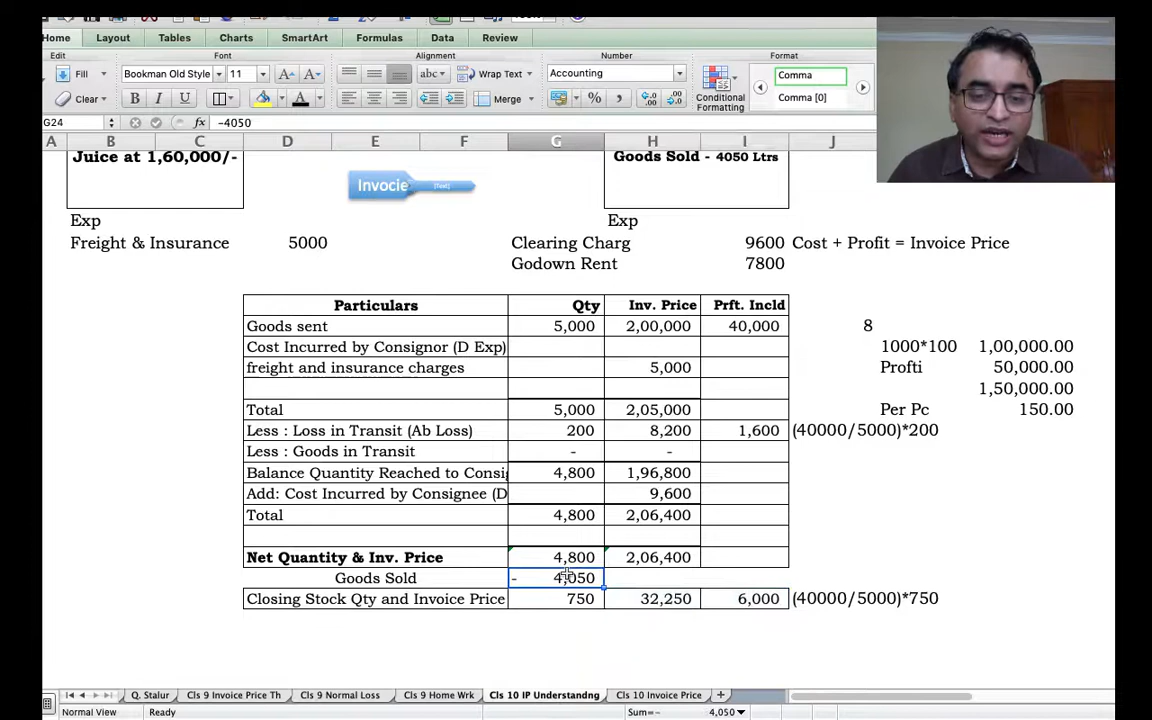 Home Layout Tables Charts SmartArt Formulas Data Review
Edit Font Alignment Number Format
Fill Bookman Old Style 11 A A abc Wrap Text Accounting Comma
Clear B I U A Merge % , .0 .00 .00 .0 Conditional Formatting Comma [0]
G24 fx -4050
A B C D E F G H I J
Juice at 1,60,000/- Goods Sold - 4050 Ltrs
Invocie [Text]
Exp Exp
Freight & Insurance 5000 Clearing Charg 9600 Cost + Profit = Invoice Price
Godown Rent 7800
Particulars Qty Inv. Price Prft. Incld
Goods sent 5,000 2,00,000 40,000 8
Cost Incurred by Consignor (D Exp) 1000*100 1,00,000.00
freight and insurance charges 5,000 Profti 50,000.00
1,50,000.00
Total 5,000 2,05,000 Per Pc 150.00
Less : Loss in Transit (Ab Loss) 200 8,200 1,600 (40000/5000)*200
Less : Goods in Transit - -
Balance Quantity Reached to Consig 4,800 1,96,800
Add: Cost Incurred by Consignee (D 9,600
Total 4,800 2,06,400
Net Quantity & Inv. Price 4,800 2,06,400
Goods Sold - 4,050
Closing Stock Qty and Invoice Price 750 32,250 6,000 (40000/5000)*750
Q. Stalur Cls 9 Invoice Price Th Cls 9 Normal Loss Cls 9 Home Wrk Cls 10 IP Understandng Cls 10 Invoice Price +
Normal View Ready Sum=- 4,050